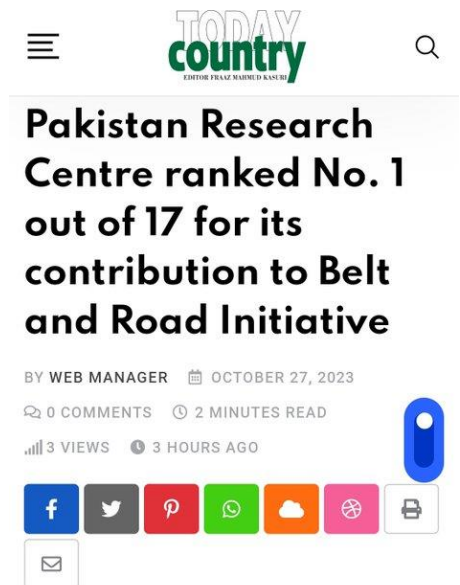 TODAY
country
EDITOR FRAAZ MAHMUD KASURI
Pakistan Research
Centre ranked No. 1
out of 17 for its
contribution to Belt
and Road Initiative
BY WEB MANAGER OCTOBER 27, 2023
0 COMMENTS 2 MINUTES READ
3 VIEWS 3 HOURS AGO